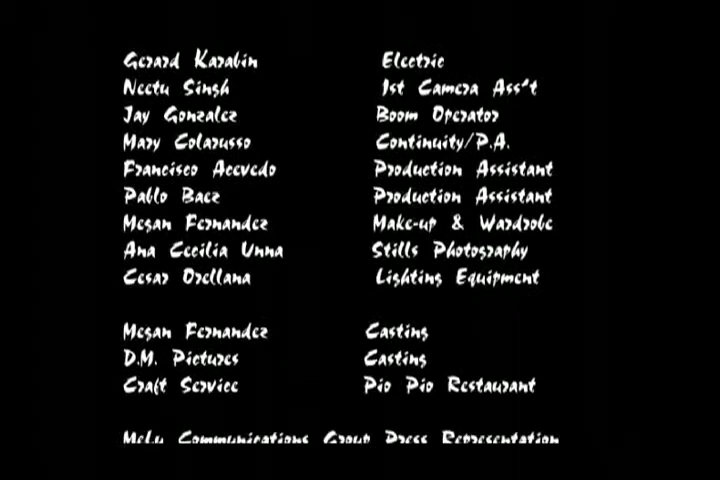 Gerard Karabin Electric
Neetu Singh 1st Camera Ass't
Jay Gonzalez Boom Operator
Mary Colarusso Continuity/P.A.
Francisco Acevedo Production Assistant
Pablo Baez Production Assistant
Megan Fernandez Make-up & Wardrobe
Ana Cecilia Unna Stills Photography
Cesar Orellana Lighting Equipment
Megan Fernandez Casting
D.M. Pictures Casting
Craft Service Pio Pio Restaurant
Communications Group Press Representation